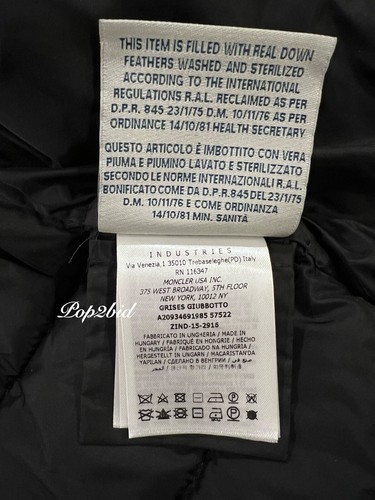 THIS ITEM IS FILLED WITH REAL DOWN
FEATHERS WASHED AND STERILIZED
ACCORDING TO THE INTERNATIONAL
REGULATIONS R.A.L. RECLAIMED AS PER
D.P.R. 845 23/1/75 D.M. 10/11/76 AS PER
ORDINANCE 14/10/81 HEALTH SECRETARY
QUESTO ARTICOLO È IMBOTTITO CON VERA
PIUMA E PIUMINO LAVATO E STERILIZZATO
SECONDO LE NORME INTERNAZIONALI R.A.L.
BONIFICATO COME DA D.P.R. 845 DEL 23/1/75
D.M. 10/11/76 E COME ORDINANZA
14/10/81 MIN. SANITÀ
INDUSTRIES
Via Venezia,1 35010 Trebaseleghe(PD) Italy
RN 116347
MONCLER USA INC.
375 WEST BROADWAY, 5TH FLOOR
NEW YORK, 10012 NY
GRISES GIUBBOTTO
A20934691985 57522
ZIND-15-2916
FABBRICATO IN UNGHERIA / MADE IN
HUNGARY / FABRIQUÉ EN HONGRIE / HECHO
EN HUNGRÍA / FABRICADO NA HUNGRIA /
HERGESTELLT IN UNGARN / MACARISTAN'DA
YAPILAN / СДЕЛАНО В ВЕНГРИИ /
Pop2bid